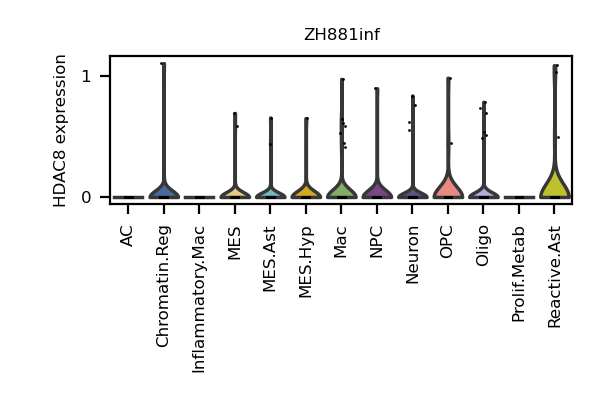 ZH881inf
HDAC8 expression
1
0
AC
Chromatin.Reg
Inflammatory.Mac
MES
MES.Ast
MES.Hyp
Mac
NPC
Neuron
OPC
Oligo
Prolif.Metab
Reactive.Ast